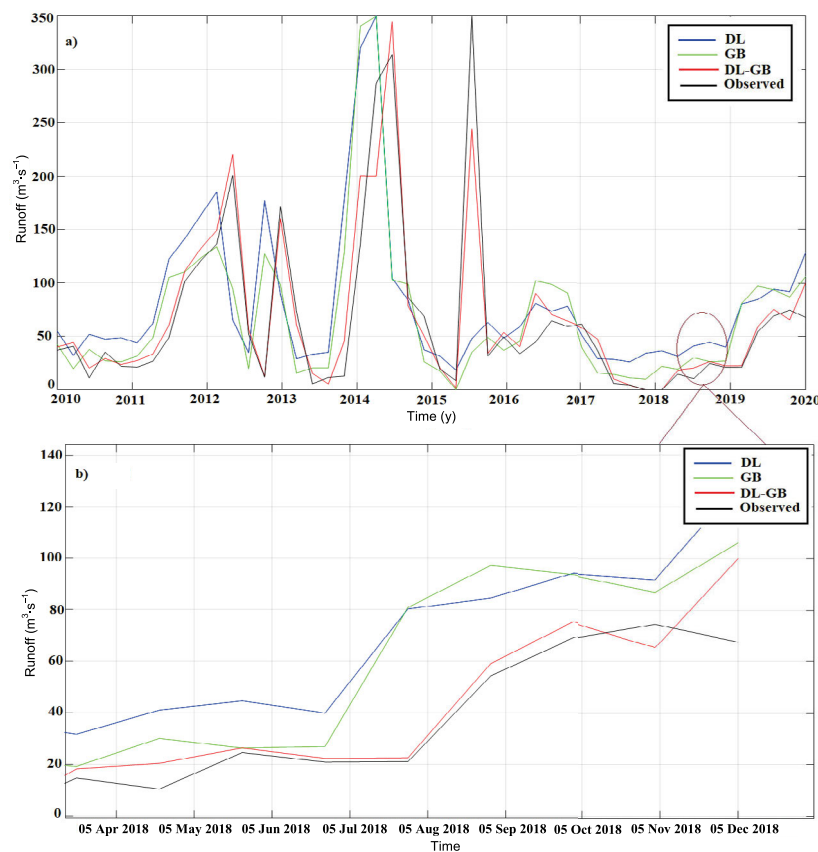 a)
350
300
250
200
150
100
50
0
Runoff (m³·s⁻¹)
DL
GB
DL-GB
Observed
2010 2011 2012 2013 2014 2015 2016 2017 2018 2019 2020
Time (y)
b)
140
120
100
80
60
40
20
0
Runoff (m³·s⁻¹)
DL
GB
DL-GB
Observed
05 Apr 2018 05 May 2018 05 Jun 2018 05 Jul 2018 05 Aug 2018 05 Sep 2018 05 Oct 2018 05 Nov 2018 05 Dec 2018
Time